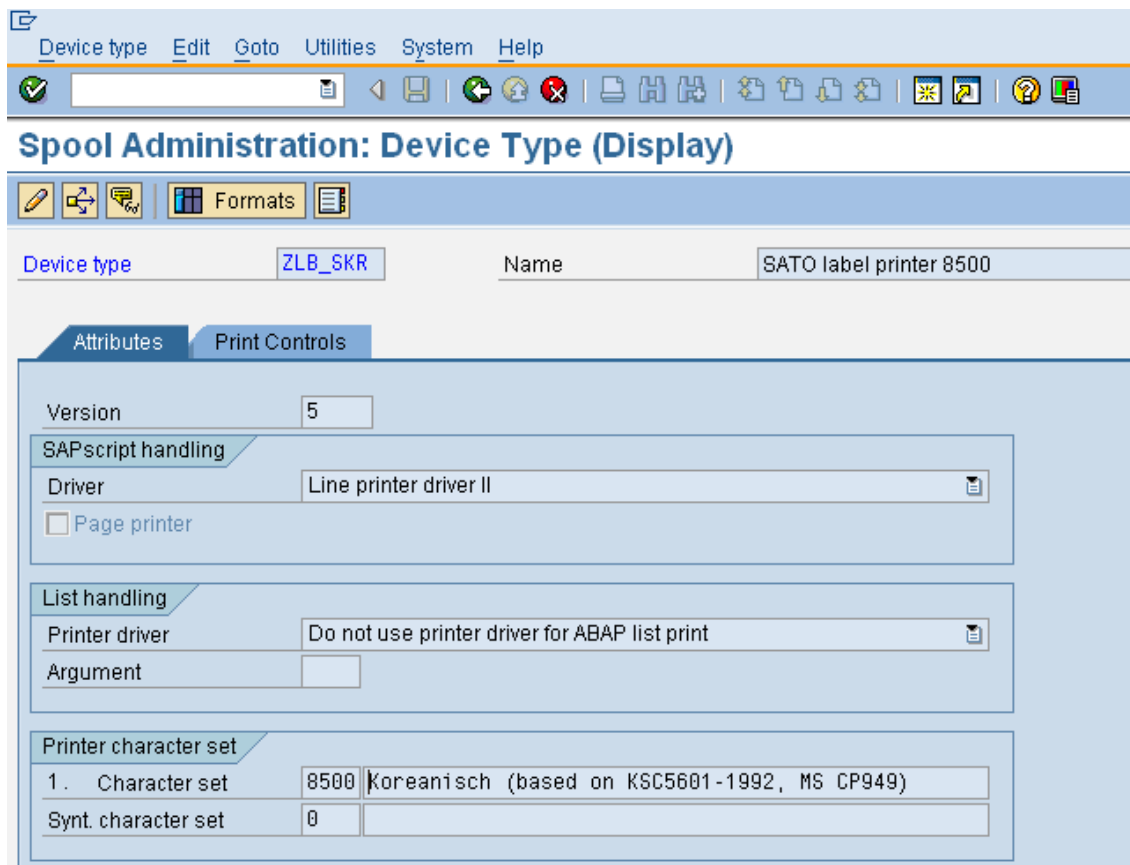 Device type Edit Goto Utilities System Help
Spool Administration: Device Type (Display)
Formats
Device type ZLB_SKR Name SATO label printer 8500
Attributes Print Controls
Version 5
SAPscript handling
Driver Line printer driver II
Page printer
List handling
Printer driver Do not use printer driver for ABAP list print
Argument
Printer character set
1. Character set 8500 Koreanisch (based on KSC5601-1992, MS CP949)
Synt. character set 0